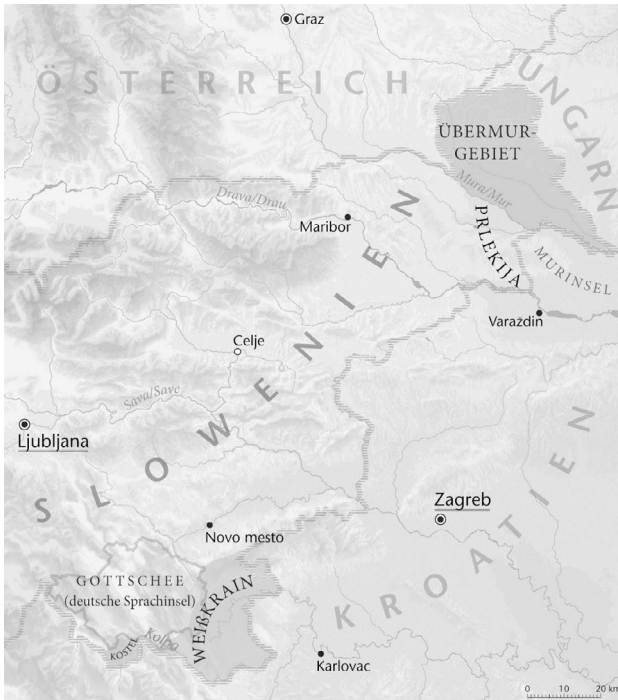 Graz
ÖSTERREICH
UNGARN
ÜBERMUR-
GEBIET
Mura/Mur
Drava/Drau
Maribor
PRLEKIJA
MURINSEL
Varaždin
Celje
Sava/Save
SLOWENIEN
Ljubljana
Zagreb
Novo mesto
KROATIEN
GOTTSCHEE
(deutsche Sprachinsel)
WEIßKRAIN
KOSTEL
Kolpa
Karlovac
0 10 20 km